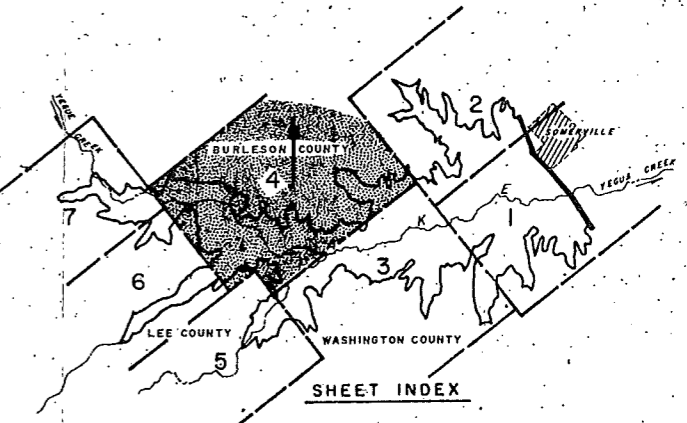 YEGUA CREEK
2
SOMERVILLE
BURLESON COUNTY
4
YEGUA CREEK
E
1
7
K
3
6
LEE COUNTY
WASHINGTON COUNTY
5
SHEET INDEX